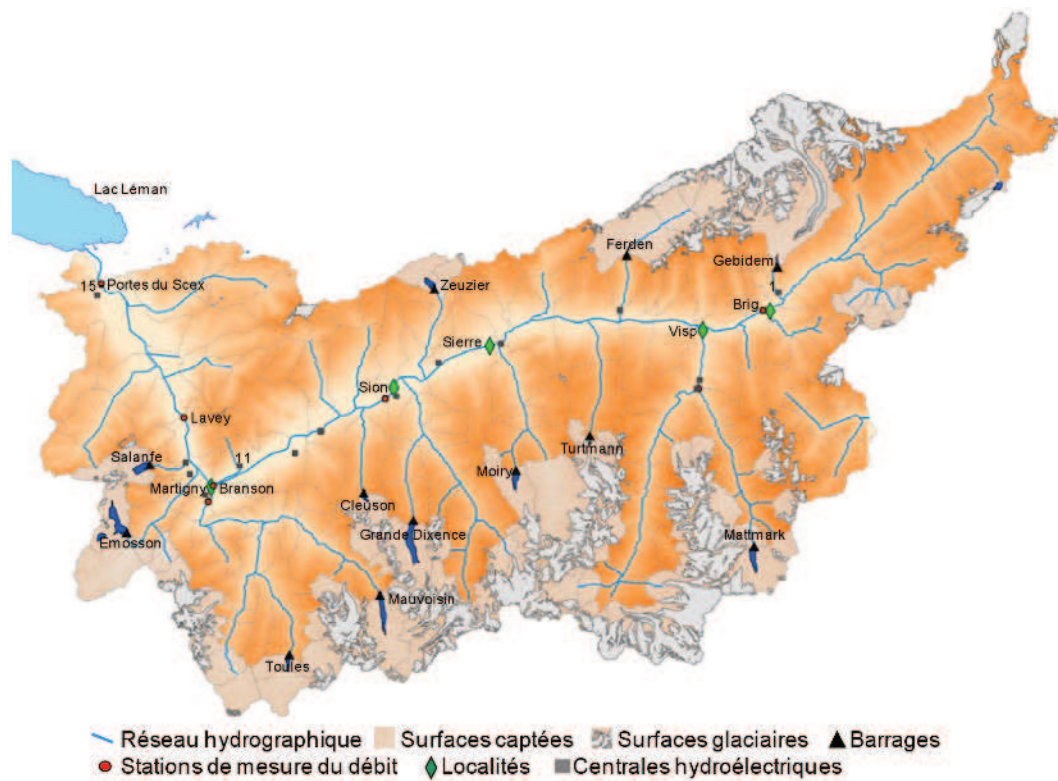 Lac Léman
Ferden
Gebidem
15
Portes du Scex
Zeuzier
1
Brig
Sierre
Visp
Sion
Lavey
Turtmann
11
Salanfe
Moiry
Martigny
Branson
Cleuson
Grande Dixence
Emosson
Mattmark
Mauvoisin
Toules
Réseau hydrographique Surfaces captées Surfaces glaciaires Barrages
Stations de mesure du débit Localités Centrales hydroélectriques